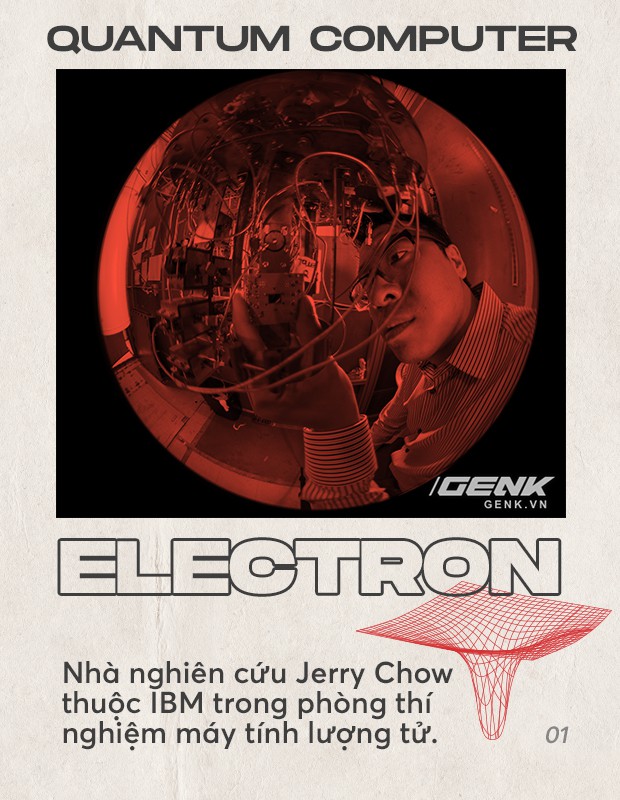 QUANTUM COMPUTER
/GENK
GENK.VN
ELECTRON
Nhà nghiên cứu Jerry Chow
thuộc IBM trong phòng thí
nghiệm máy tính lượng tử.
01